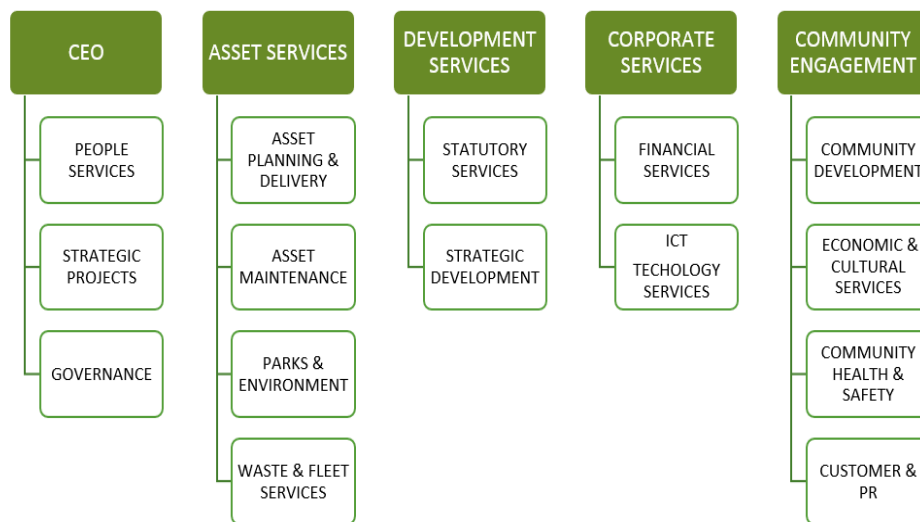 CEO
PEOPLE
SERVICES
STRATEGIC
PROJECTS
GOVERNANCE
ASSET SERVICES
ASSET
PLANNING &
DELIVERY
ASSET
MAINTENANCE
PARKS &
ENVIRONMENT
WASTE & FLEET
SERVICES
DEVELOPMENT
SERVICES
STATUTORY
SERVICES
STRATEGIC
DEVELOPMENT
CORPORATE
SERVICES
FINANCIAL
SERVICES
ICT
TECHOLOGY
SERVICES
COMMUNITY
ENGAGEMENT
COMMUNITY
DEVELOPMENT
ECONOMIC &
CULTURAL
SERVICES
COMMUNITY
HEALTH &
SAFETY
CUSTOMER &
PR